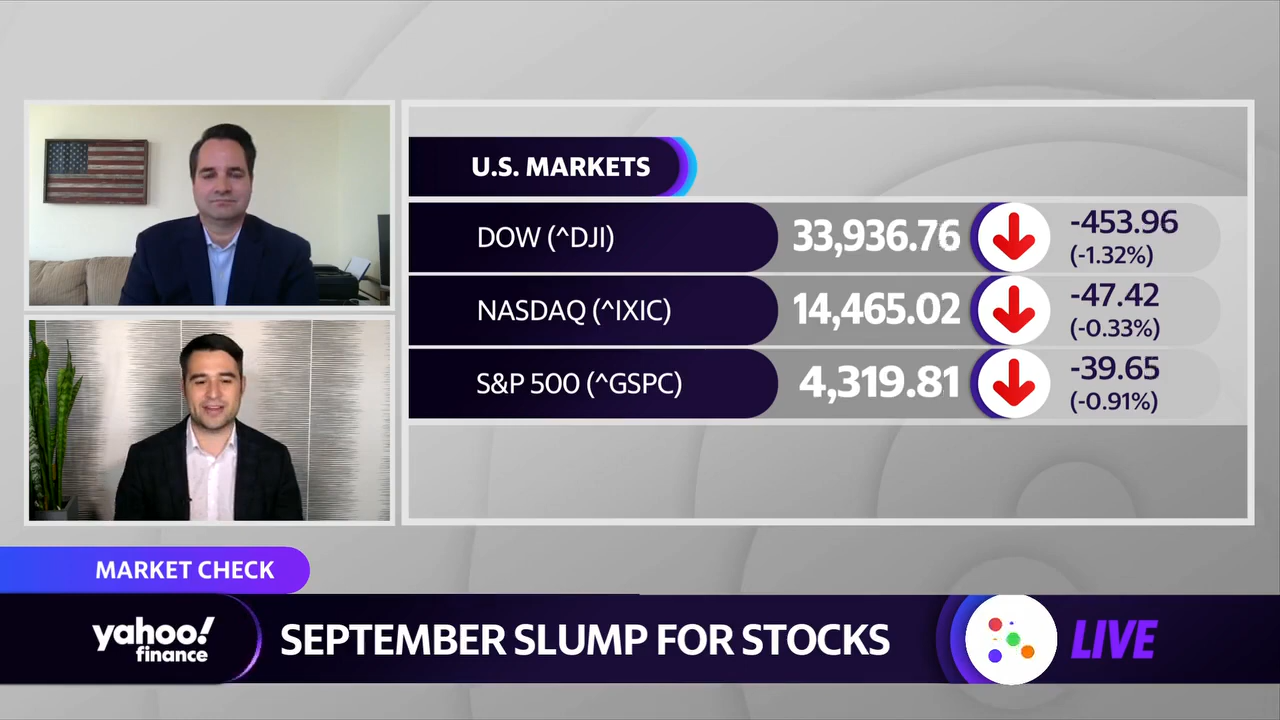 U.S. MARKETS
DOW (^DJI) 33,936.76 -453.96
(-1.32%)
NASDAQ (^IXIC) 14,465.02 -47.42
(-0.33%)
S&P 500 (^GSPC) 4,319.81 -39.65
(-0.91%)
MARKET CHECK
yahoo!
finance
SEPTEMBER SLUMP FOR STOCKS
LIVE